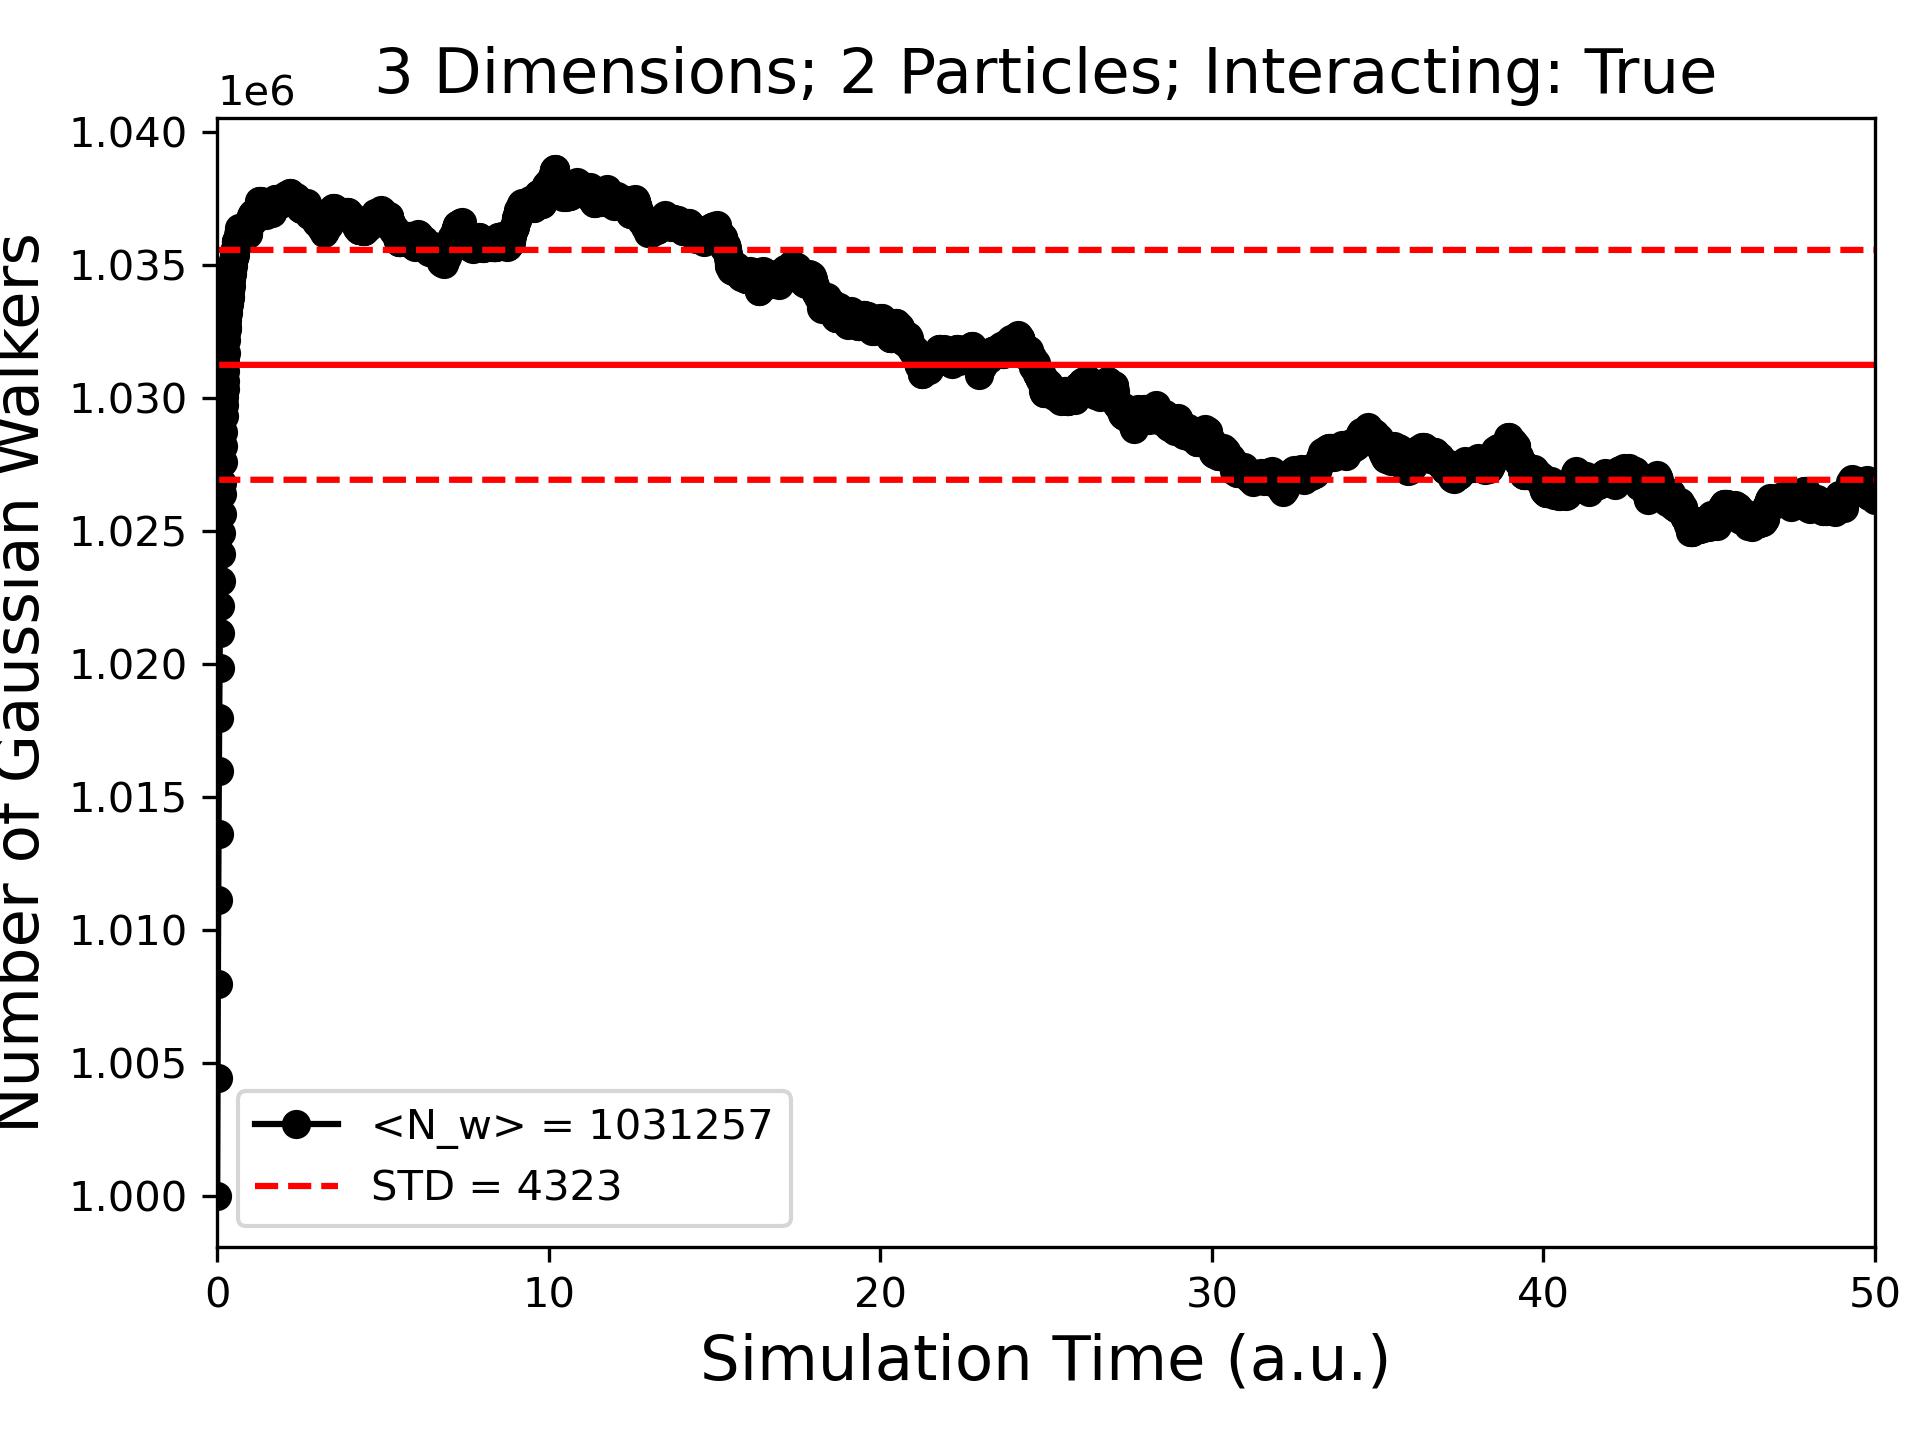 3 Dimensions; 2 Particles; Interacting: True
1e6
1.040
1.035
1.030
1.025
1.020
1.015
1.010
1.005
1.000
Number of Gaussian Walkers
<N_w> = 1031257
STD = 4323
0 10 20 30 40 50
Simulation Time (a.u.)